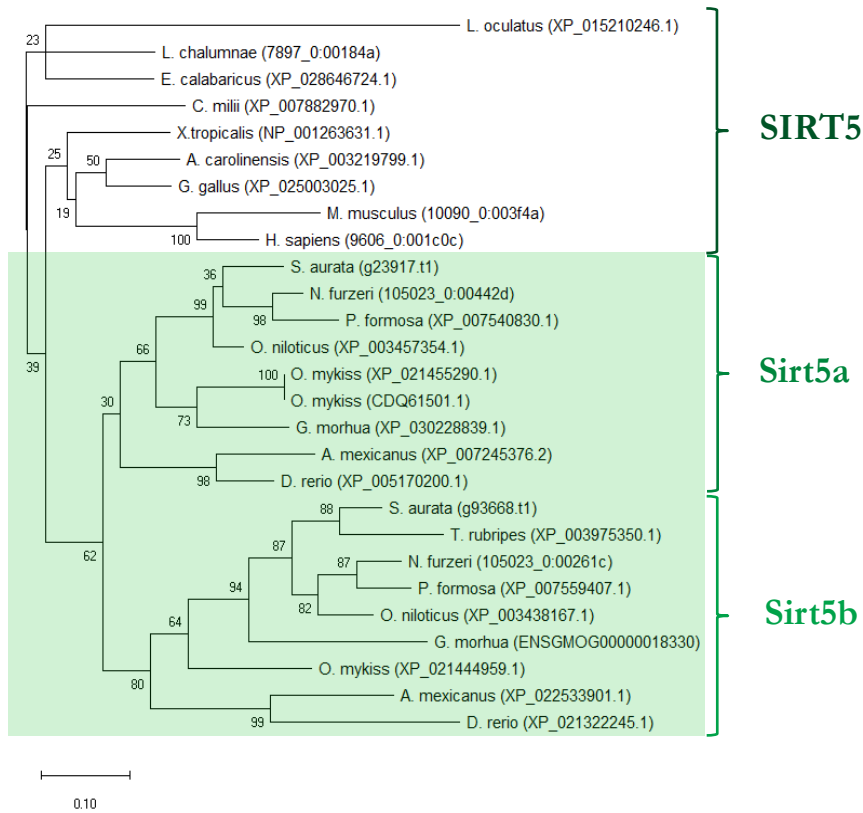 L. oculatus (XP_015210246.1)
23
L. chalumnae (7897_0:00184a)
E. calabaricus (XP_028646724.1)
C. milii (XP_007882970.1)
SIRT5
X.tropicalis (NP_001263631.1)
25
50
A. carolinensis (XP_003219799.1)
G. gallus (XP_025003025.1)
19
M. musculus (10090_0:003f4a)
100
H. sapiens (9606_0:001c0c)
S. aurata (g23917.t1)
36
N. furzeri (105023_0:00442d)
99
98
P. formosa (XP_007540830.1)
O. niloticus (XP_003457354.1)
66
39
100
O. mykiss (XP_021455290.1)
Sirt5a
O. mykiss (CDQ61501.1)
30
73
G. morhua (XP_030228839.1)
A. mexicanus (XP_007245376.2)
98
D. rerio (XP_005170200.1)
88
S. aurata (g93668.t1)
T. rubripes (XP_003975350.1)
87
62
87
N. furzeri (105023_0:00261c)
94
P. formosa (XP_007559407.1)
82
O. niloticus (XP_003438167.1)
Sirt5b
64
G. morhua (ENSGMOG00000018330)
O. mykiss (XP_021444959.1)
80
A. mexicanus (XP_022533901.1)
99
D. rerio (XP_021322245.1)
0.10